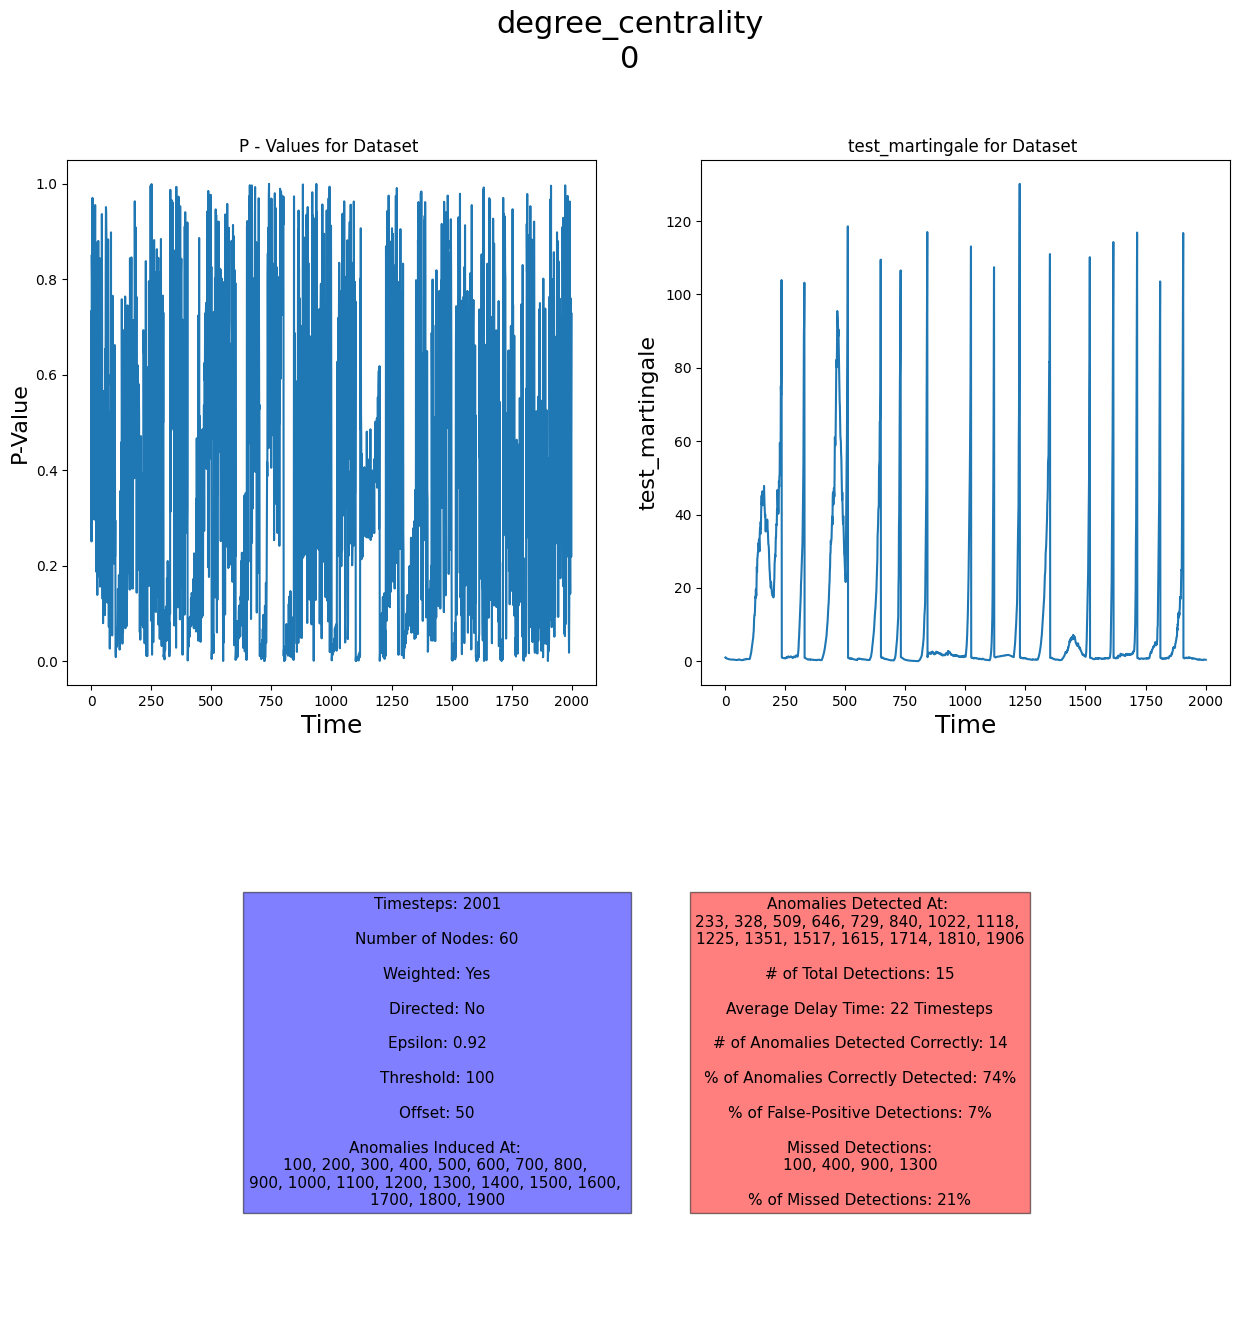 degree_centrality
0
P - Values for Dataset
P-Value
1.0
0.8
0.6
0.4
0.2
0.0
0 250 500 750 1000 1250 1500 1750 2000
Time
test_martingale for Dataset
test_martingale
120
100
80
60
40
20
0
0 250 500 750 1000 1250 1500 1750 2000
Time
Timesteps: 2001
Number of Nodes: 60
Weighted: Yes
Directed: No
Epsilon: 0.92
Threshold: 100
Offset: 50
Anomalies Induced At:
100, 200, 300, 400, 500, 600, 700, 800,
900, 1000, 1100, 1200, 1300, 1400, 1500, 1600,
1700, 1800, 1900
Anomalies Detected At:
233, 328, 509, 646, 729, 840, 1022, 1118,
1225, 1351, 1517, 1615, 1714, 1810, 1906
# of Total Detections: 15
Average Delay Time: 22 Timesteps
# of Anomalies Detected Correctly: 14
% of Anomalies Correctly Detected: 74%
% of False-Positive Detections: 7%
Missed Detections:
100, 400, 900, 1300
% of Missed Detections: 21%